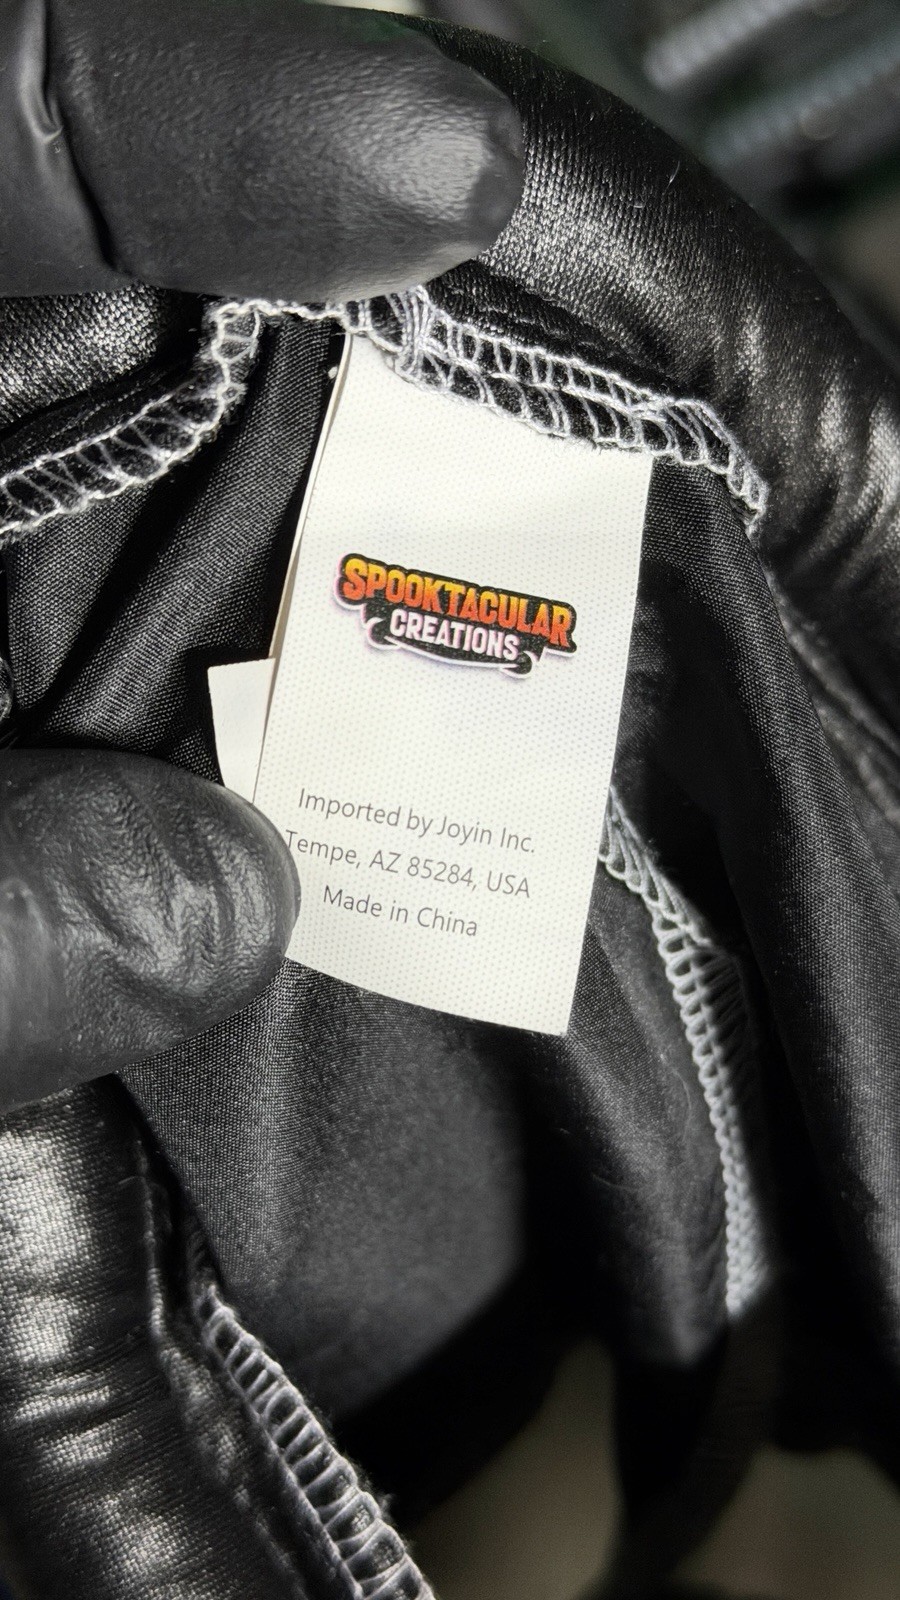 SPOOKTACULAR
CREATIONS
Imported by Joyin Inc.
Tempe, AZ 85284, USA
Made in China